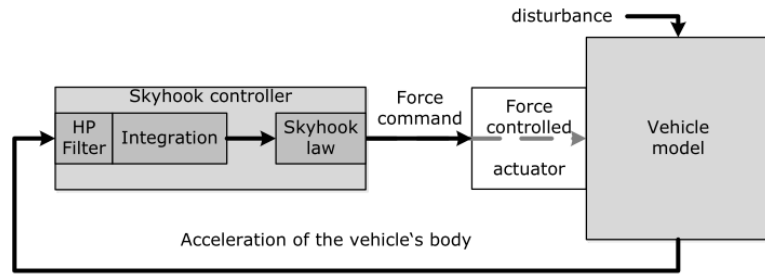 disturbance
Skyhook controller
HP
Filter
Integration
Skyhook
law
Force
command
Force
controlled
actuator
Vehicle
model
Acceleration of the vehicle‘s body